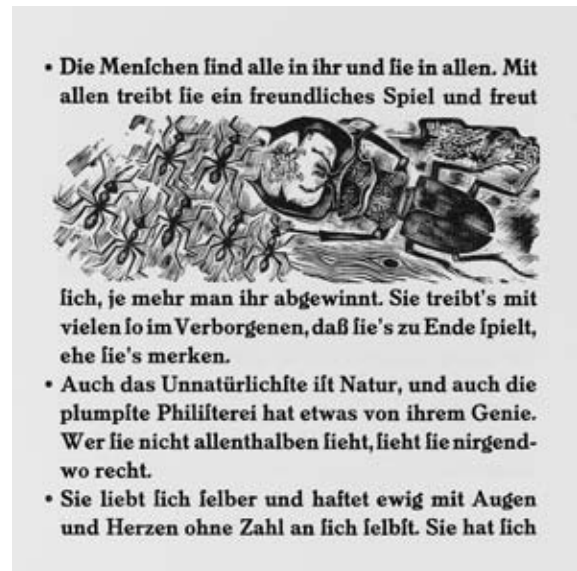 • Die Menſchen ſind alle in ihr und ſie in allen. Mit
allen treibt ſie ein freundliches Spiel und freut
ſich, je mehr man ihr abgewinnt. Sie treibt's mit
vielen ſo im Verborgenen, daß ſie's zu Ende ſpielt,
ehe ſie's merken.
• Auch das Unnatürlichſte iſt Natur, und auch die
plumpſte Philiſterei hat etwas von ihrem Genie.
Wer ſie nicht allenthalben ſieht, ſieht ſie nirgend-
wo recht.
• Sie liebt ſich ſelber und haftet ewig mit Augen
und Herzen ohne Zahl an ſich ſelbſt. Sie hat ſich